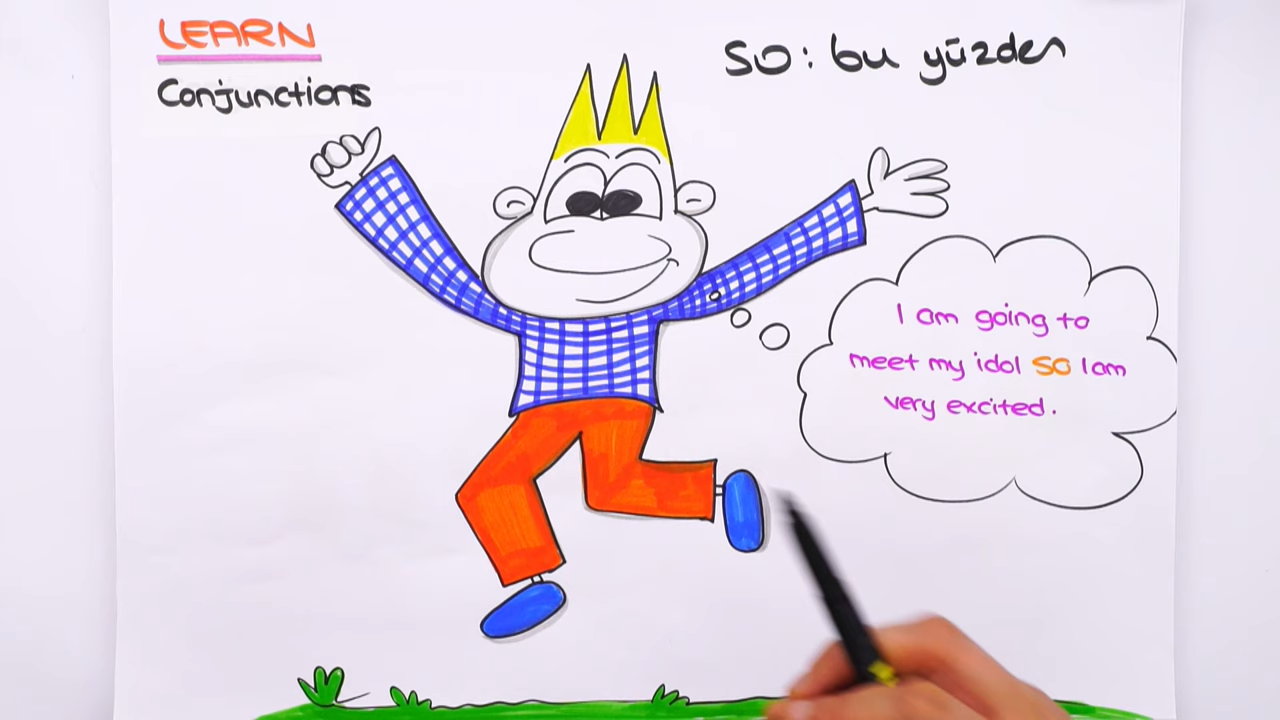 LEARN
Conjunctions
SO: bu yüzden
I am going to
meet my idol SO I am
very excited.